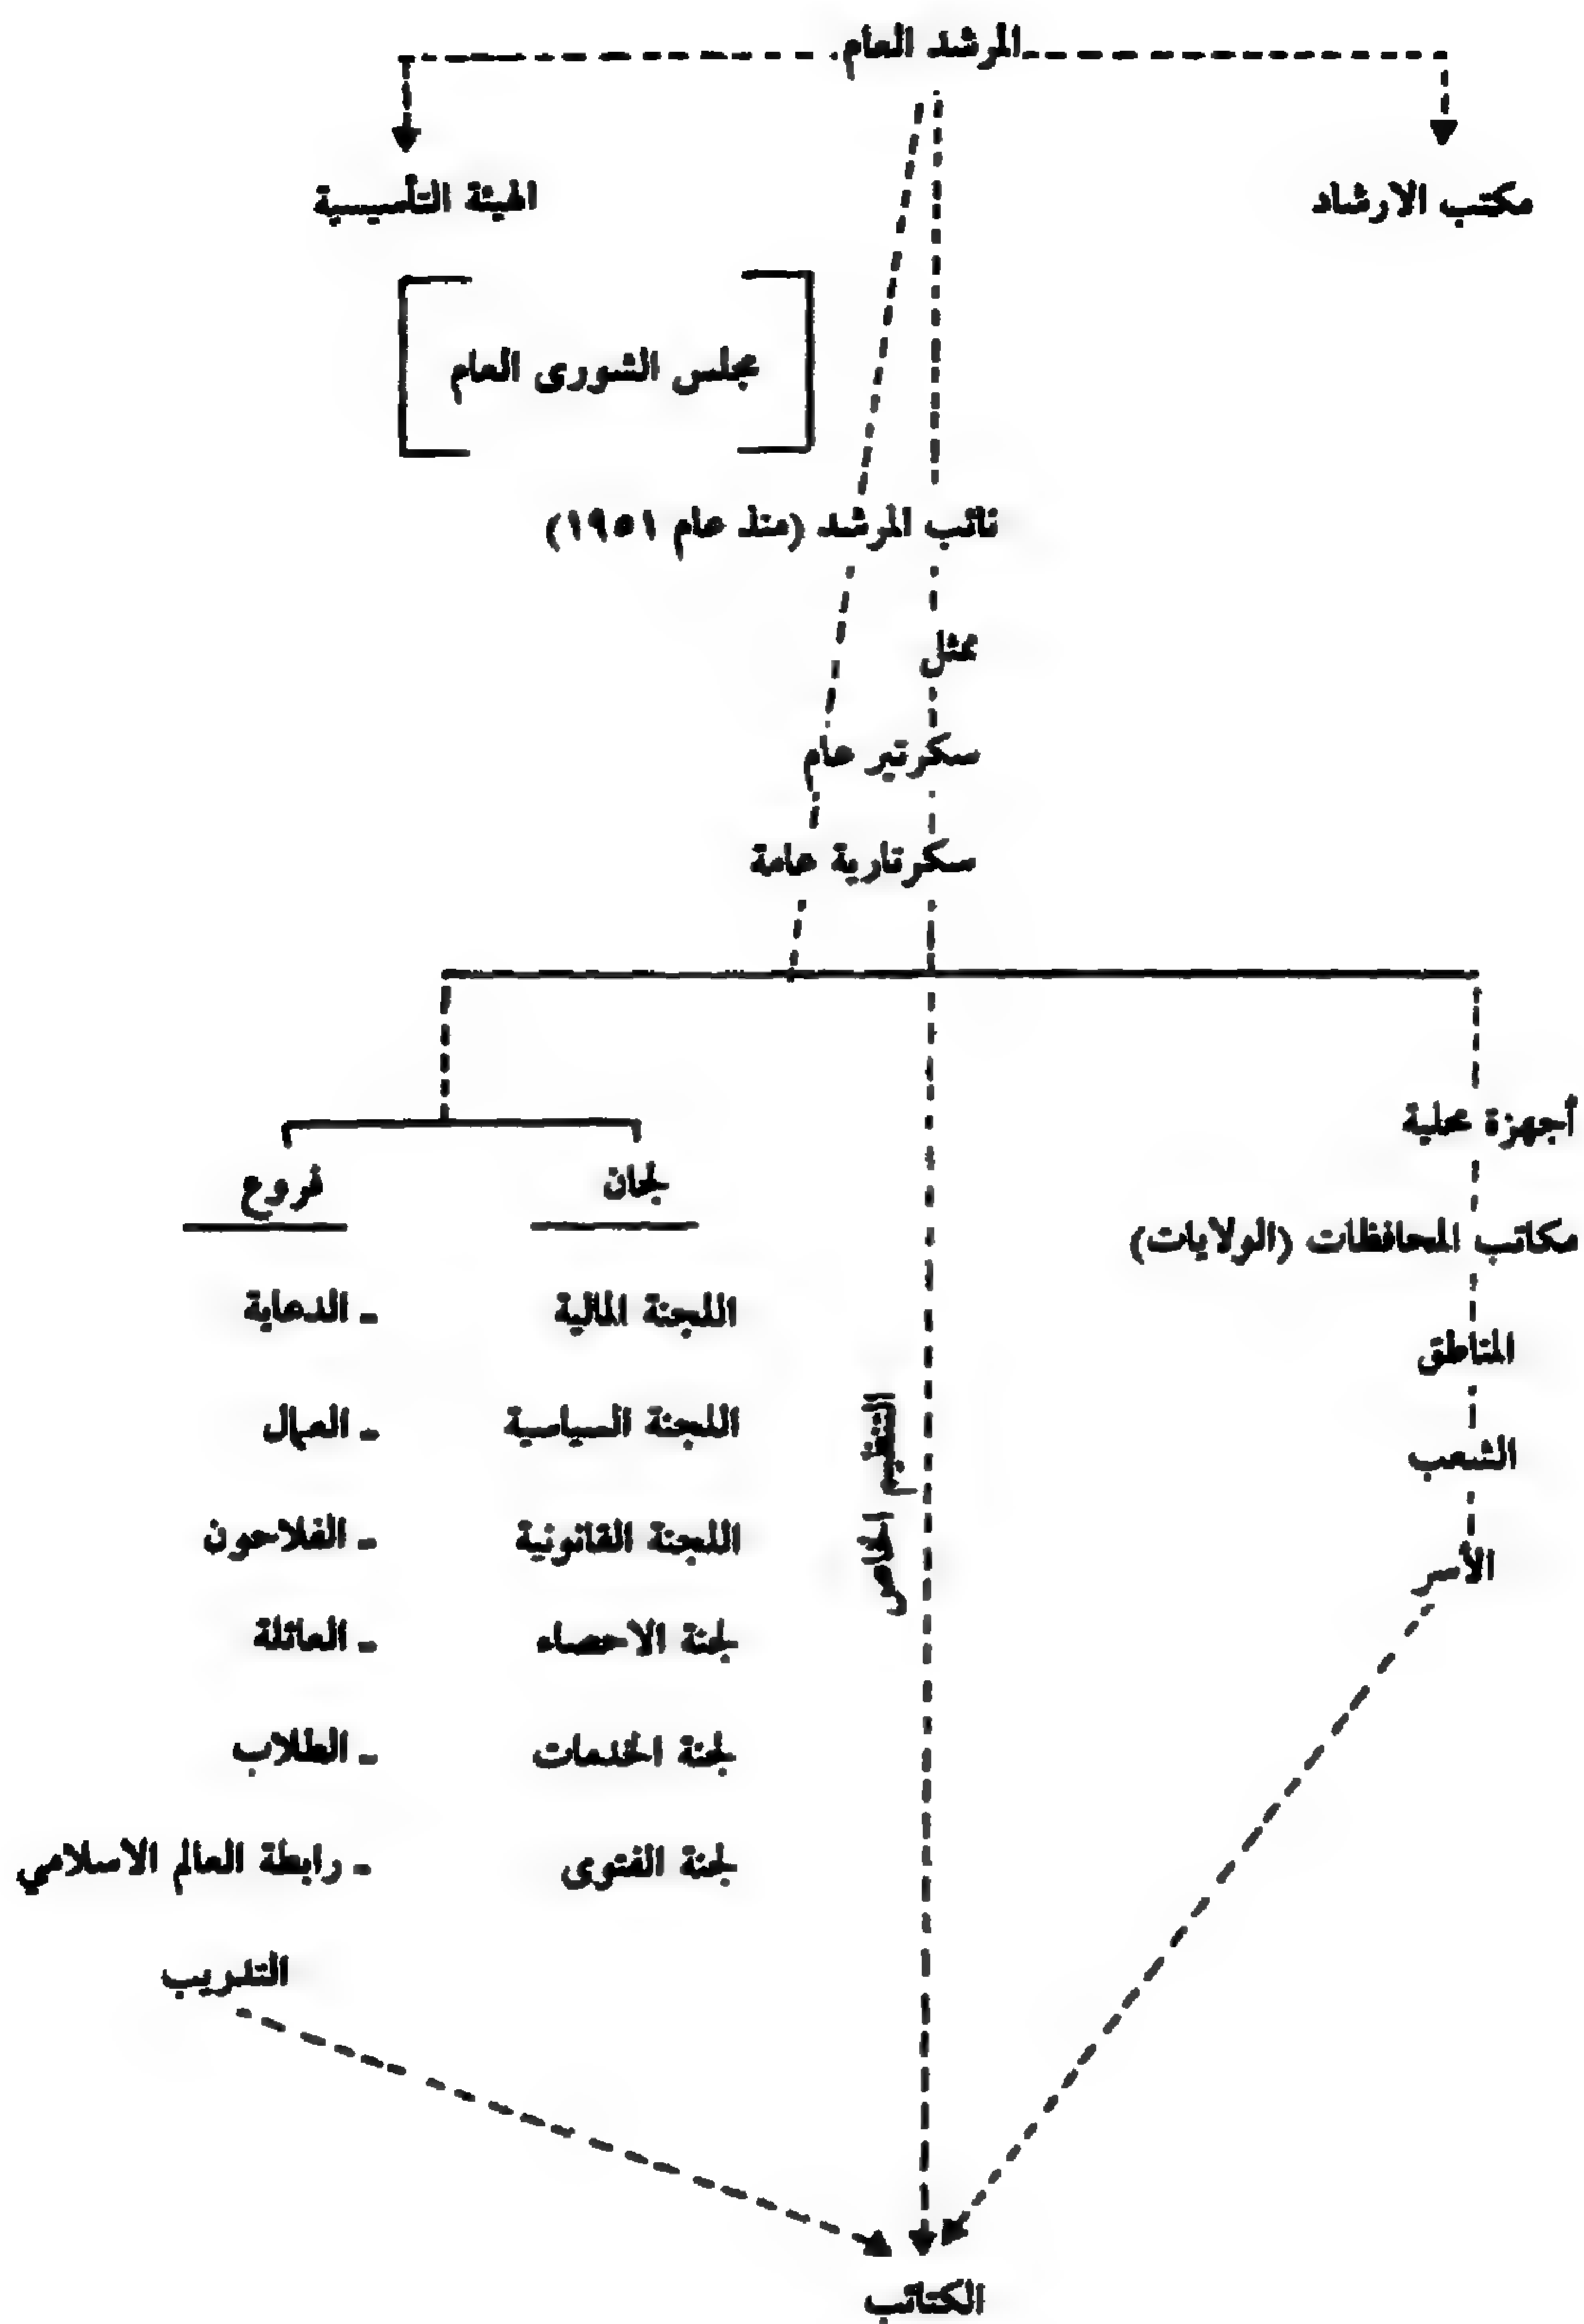 المرشد العام
مكتب الارشاد
الهيئة التأسيسية
مجلس الشورى العام
نائب المرشد (منذ عام ١٩٥١)
ممثل
سكرتير عام
سكرتارية عامة
أجهزة محلية
مكاتب المحافظات (الولايات)
المناطق
الشعب
الأسر
التنظيم الخاص
لجان
اللجنة المالية
اللجنة السياسية
اللجنة القانونية
لجنة الاحصاء
لجنة الخدمات
لجنة الفتوى
فروع
- الدعاية
- العمال
- الفلاحون
- العائلة
- الطلاب
- رابطة العالم الاسلامي
التدريب
الكتائب